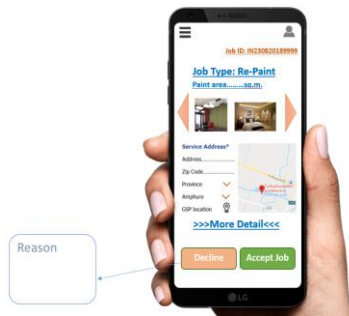 Job ID: IN230820189999
Job Type: Re-Paint
Paint area........sq.m.
Service Address*
Address
Zip Code
Province
Amphure
GSP location
>>>More Detail<<<
Reason
Decline
Accept Job
LG